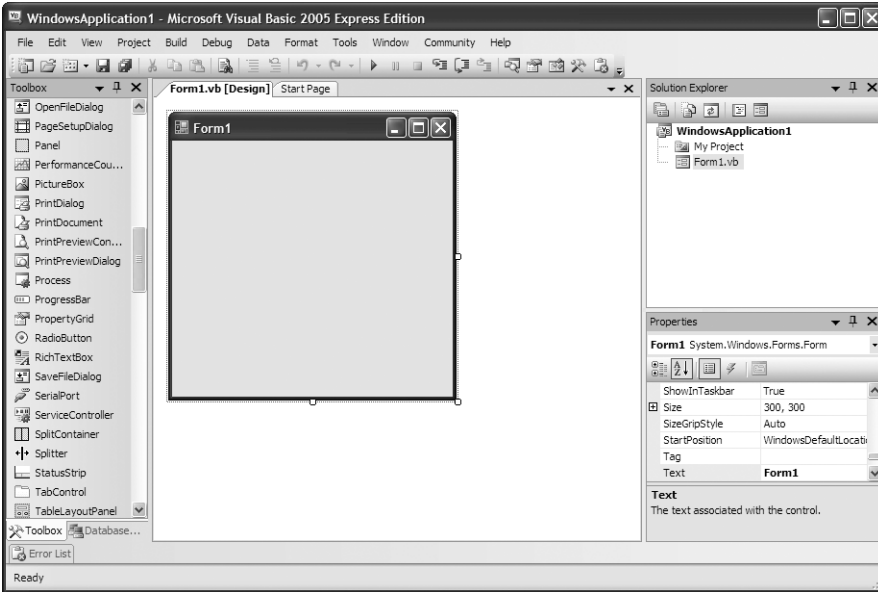 WindowsApplication1 - Microsoft Visual Basic 2005 Express Edition
File Edit View Project Build Debug Data Format Tools Window Community Help
Toolbox
OpenFileDialog
PageSetupDialog
Panel
PerformanceCou...
PictureBox
PrintDialog
PrintDocument
PrintPreviewCon...
PrintPreviewDialog
Process
ProgressBar
PropertyGrid
RadioButton
RichTextBox
SaveFileDialog
SerialPort
ServiceController
SplitContainer
Splitter
StatusStrip
TabControl
TableLayoutPanel
Toolbox Database...
Form1.vb [Design] Start Page
Form1
Solution Explorer
WindowsApplication1
My Project
Form1.vb
Properties
Form1 System.Windows.Forms.Form
ShowInTaskbar True
Size 300, 300
SizeGripStyle Auto
StartPosition WindowsDefaultLocati
Tag
Text Form1
Text
The text associated with the control.
Error List
Ready